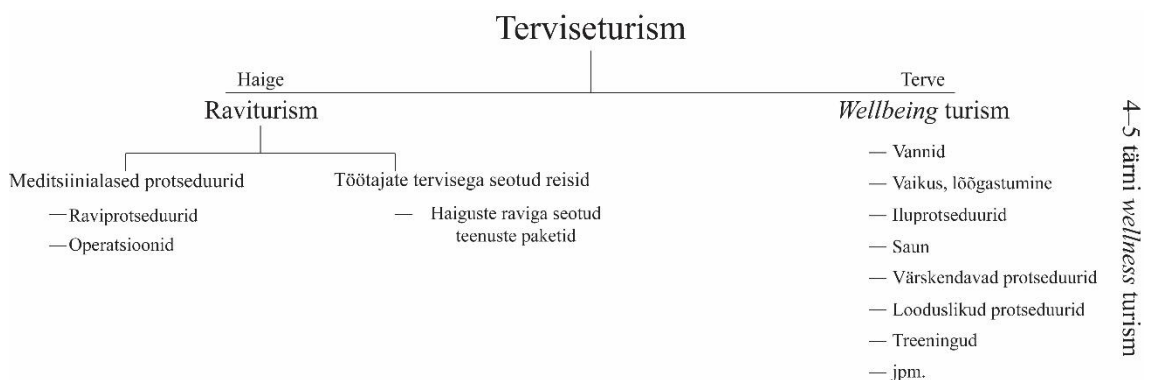 Terviseturism
Haige
Terve
Raviturism
Wellbeing turism
Meditsiinialased protseduurid
— Raviprotseduurid
— Operatsioonid
Töötajate tervisega seotud reisid
— Haiguste raviga seotud
teenuste paketid
— Vannid
— Vaikus, lõõgastumine
— Iluprotseduurid
— Saun
— Värskendavad protseduurid
— Looduslikud protseduurid
— Treeningud
— jpm.
4–5 tärni wellness turism